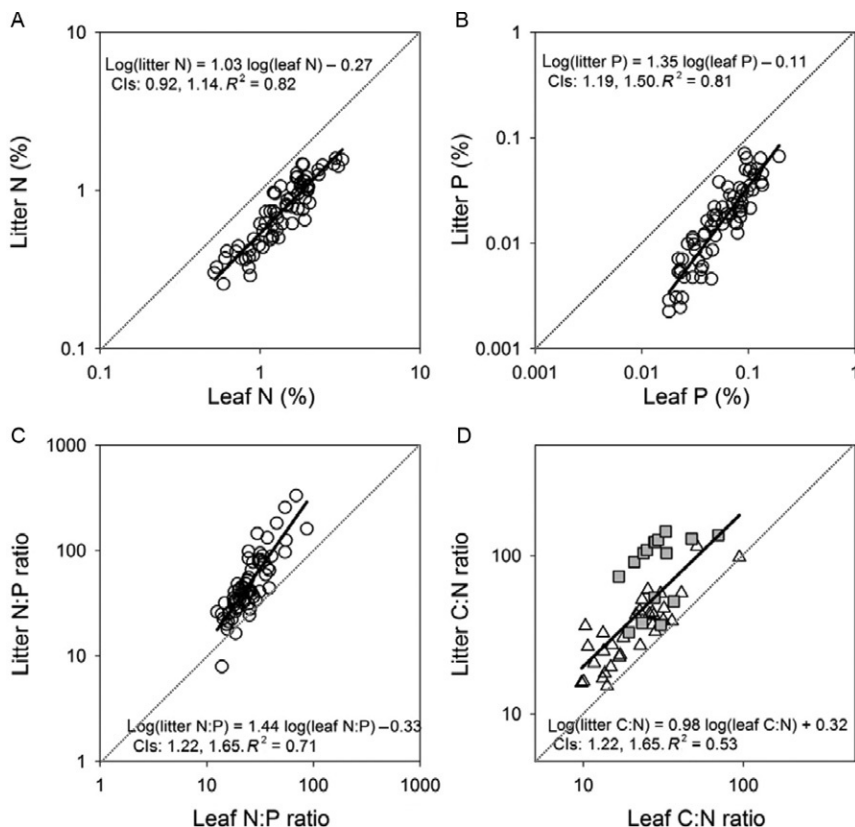 A
Log(litter N) = 1.03 log(leaf N) – 0.27
CIs: 0.92, 1.14. R² = 0.82
10
1
0.1
Litter N (%)
0.1 1 10
Leaf N (%)
B
Log(litter P) = 1.35 log(leaf P) – 0.11
CIs: 1.19, 1.50. R² = 0.81
1
0.1
0.01
0.001
Litter P (%)
0.001 0.01 0.1 1
Leaf P (%)
C
1000
100
10
1
Litter N:P ratio
Log(litter N:P) = 1.44 log(leaf N:P) –0.33
CIs: 1.22, 1.65. R² = 0.71
1 10 100 1000
Leaf N:P ratio
D
100
10
Litter C:N ratio
Log(litter C:N) = 0.98 log(leaf C:N) + 0.32
CIs: 1.22, 1.65. R² = 0.53
10 100
Leaf C:N ratio